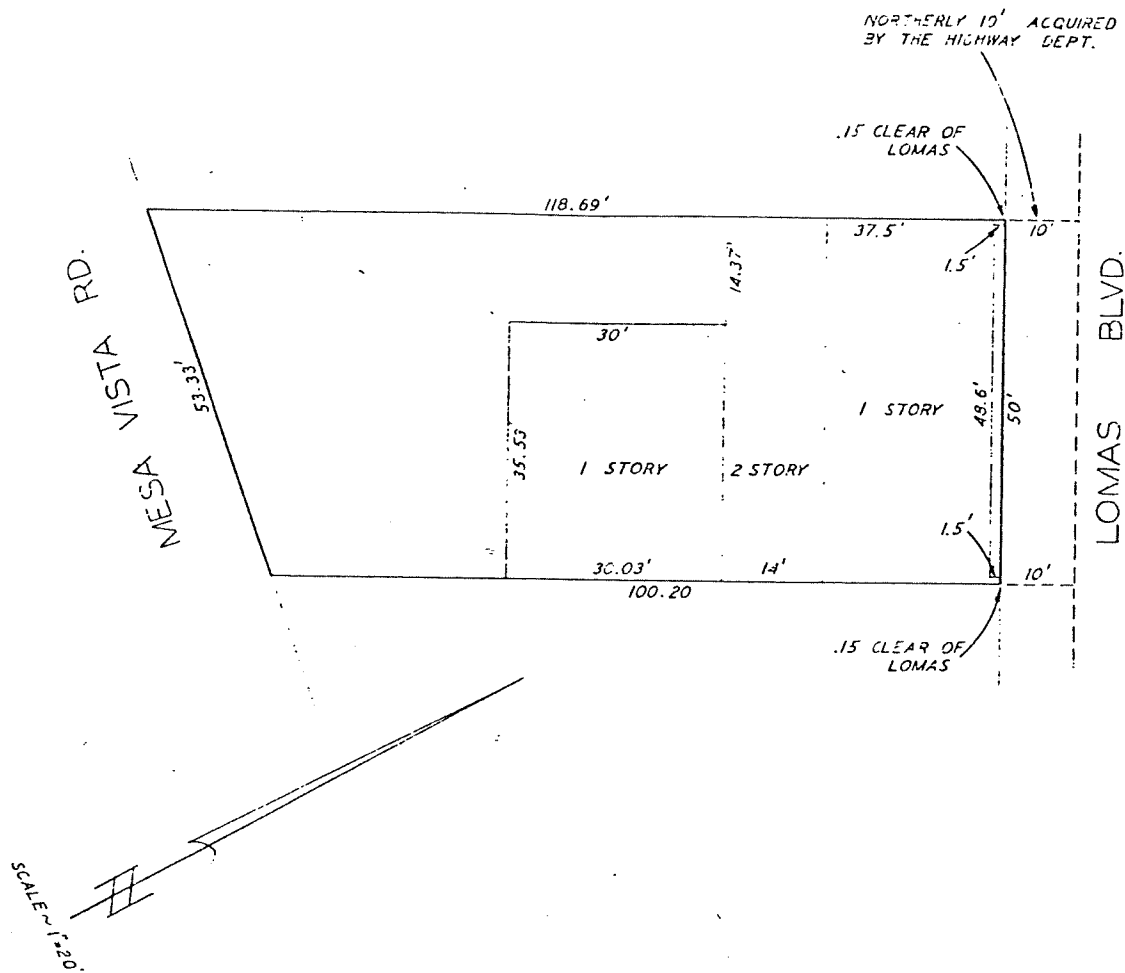 NORTHERLY 10' ACQUIRED
BY THE HIGHWAY DEPT.
.15 CLEAR OF
LOMAS
118.69'
37.5'
10'
1.5'
14.37'
MESA VISTA RD.
53.33'
30'
35.53'
1 STORY
2 STORY
1 STORY
48.6'
50'
LOMAS BLVD.
1.5'
30.03'
14'
10'
100.20
.15 CLEAR OF
LOMAS
SCALE~1"=20'